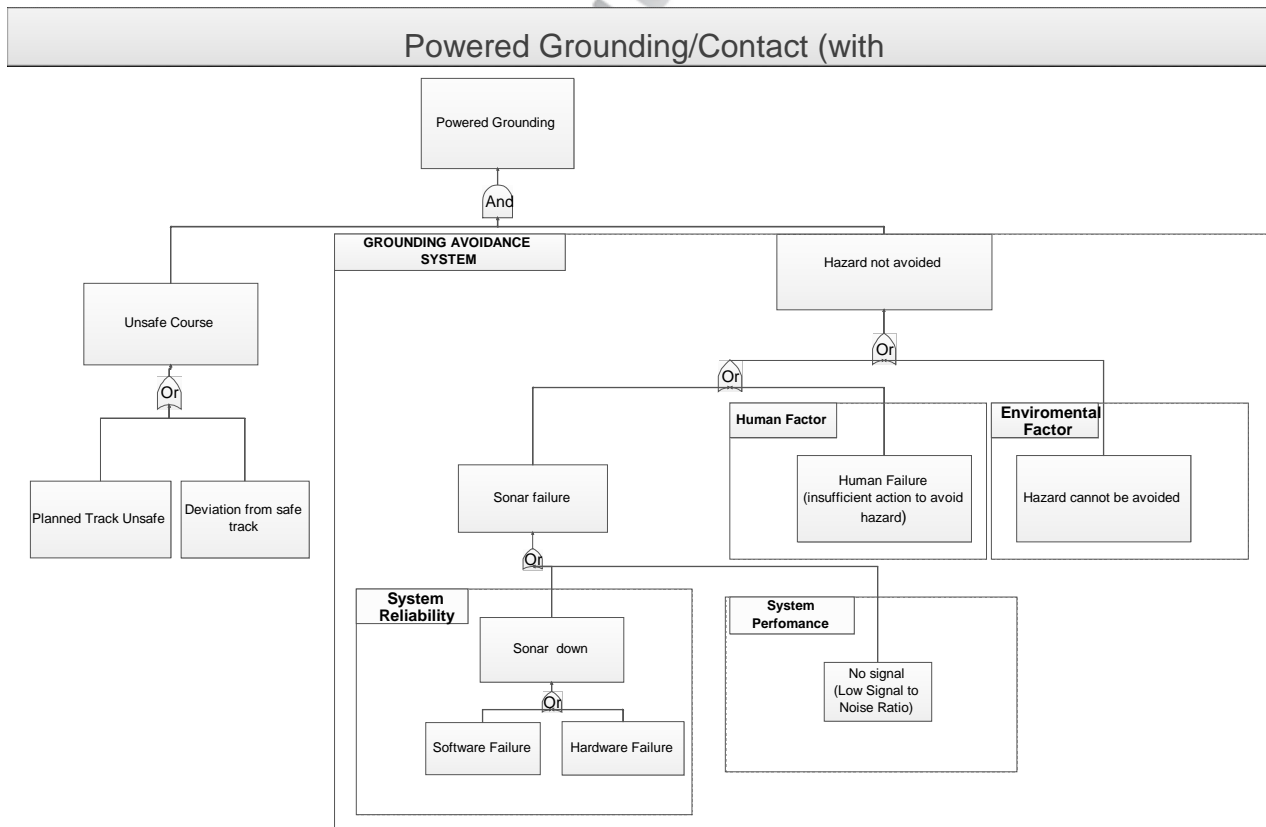 Powered Grounding/Contact (with
Powered Grounding
And
GROUNDING AVOIDANCE
SYSTEM
Hazard not avoided
Unsafe Course
Or
Or
Or
Human Factor
Enviromental
Factor
Planned Track Unsafe
Deviation from safe
track
Sonar failure
Human Failure
(insufficient action to avoid
hazard)
Hazard cannot be avoided
Or
System
Reliability
System
Perfomance
Sonar down
No signal
(Low Signal to
Noise Ratio)
Or
Software Failure
Hardware Failure